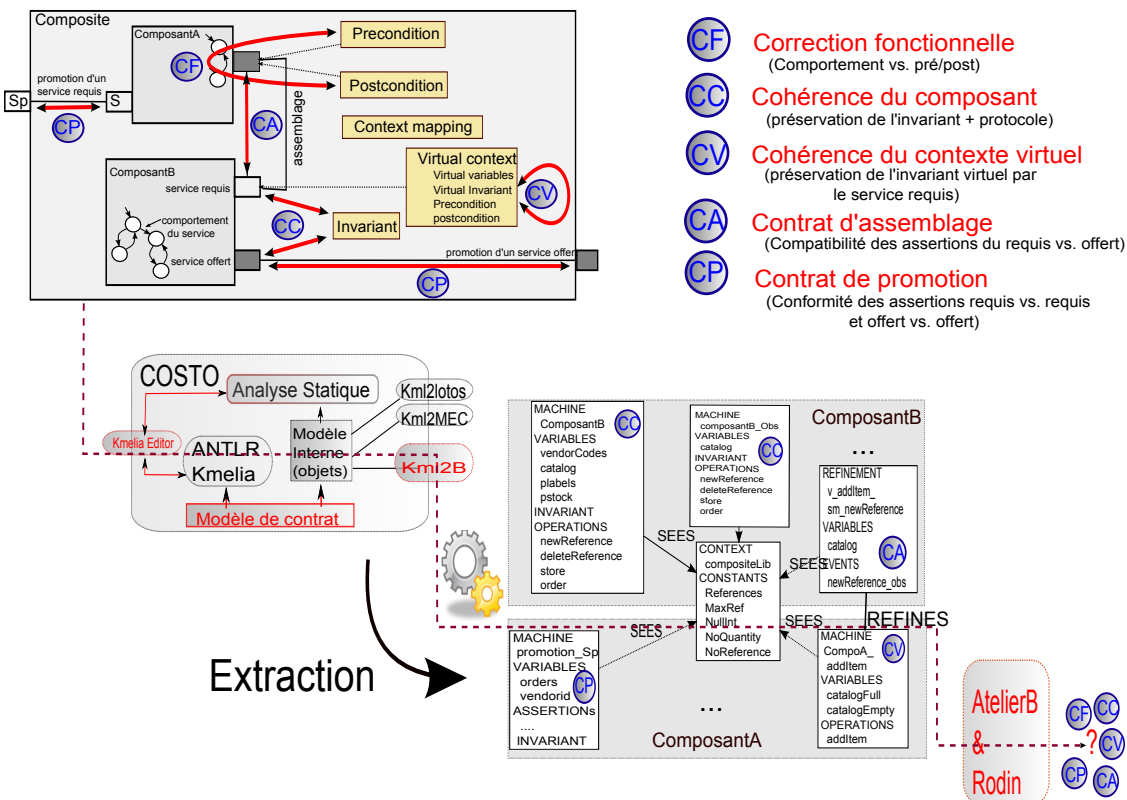 Composite
ComposantA
CF
Precondition
Postcondition
promotion d'un
service requis
Sp
S
CP
CA
assemblage
Context mapping
ComposantB
service requis
comportement
du service
service offert
CC
Invariant
Virtual context
Virtual variables
Virtual Invariant
Precondition
postcondition
CV
promotion d'un service offert
CP
CF
Correction fonctionelle
(Comportement vs. pré/post)
CC
Cohérence du composant
(préservation de l'invariant + protocole)
CV
Cohérence du contexte virtuel
(préservation de l'invariant virtuel par
le service requis)
CA
Contrat d'assemblage
(Compatibilité des assertions du requis vs. offert)
CP
Contrat de promotion
(Conformité des assertions requis vs. requis
et offert vs. offert)
COSTO
Analyse Statique
Kml2lotos
Kml2MEC
Kmelia Editor
ANTLR
Kmelia
Modèle
Interne
(objets)
Kml2B
Modèle de contrat
Extraction
ComposantB
MACHINE
ComposantB
CC
VARIABLES
vendorCodes
catalog
plabels
pstock
INVARIANT
OPERATIONS
newReference
deleteReference
store
order
MACHINE
composantB_Obs
VARIABLES
catalog
CC
INVARIANT
OPERATIONS
newReference
deleteReference
store
order
...
REFINEMENT
v_addItem_
sm_newReference
VARIABLES
catalog
CA
EVENTS
newReference_obs
SEES
SEES
CONTEXT
compositeLib
CONSTANTS
References
MaxRef
NullInt
NoQuantity
NoReference
SEES
SEES
REFINES
MACHINE
promotion_Sp
VARIABLES
orders
vendorid
CP
ASSERTIONs
....
INVARIANT
...
ComposantA
MACHINE
CompoA_
addItem
CV
VARIABLES
catalogFull
catalogEmpty
OPERATIONS
addItem
AtelierB
&
Rodin
CF
CC
?
CV
CP
CA